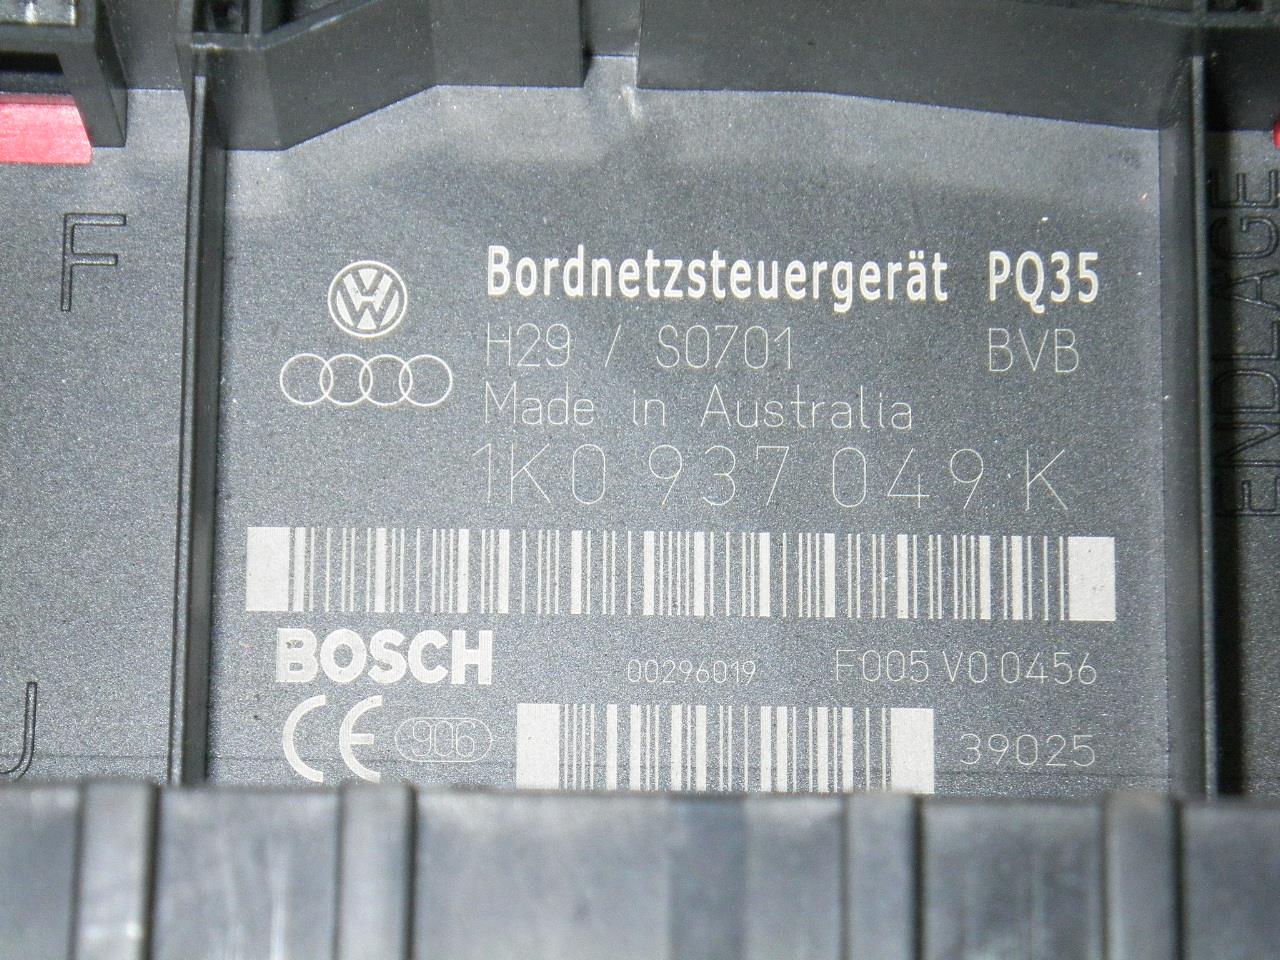 F
Bordnetzsteuergerät PQ35
H29 / S0701 BVB
Made in Australia
1K0 937 049 K
BOSCH 00296019 F005 V0 0456
CE 906 39025
J
ENDLAGE